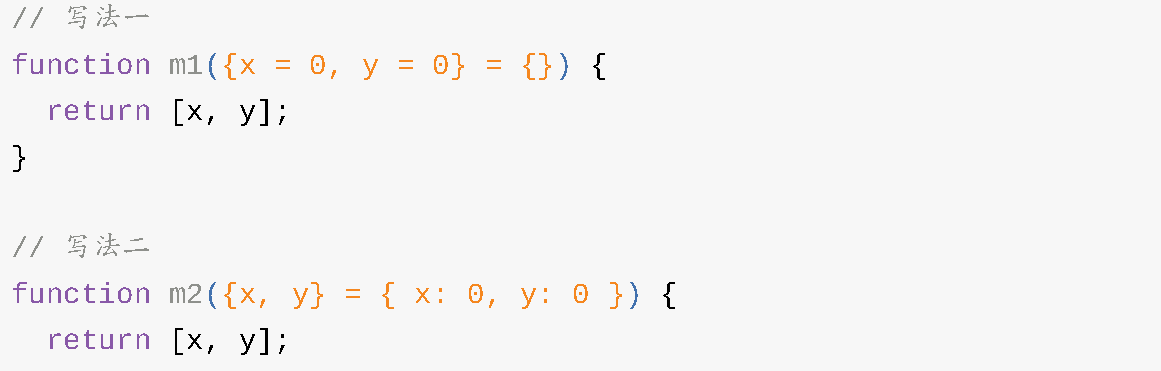 // 写法一
function m1({x = 0, y = 0} = {}) {
  return [x, y];
}
// 写法二
function m2({x, y} = { x: 0, y: 0 }) {
  return [x, y];